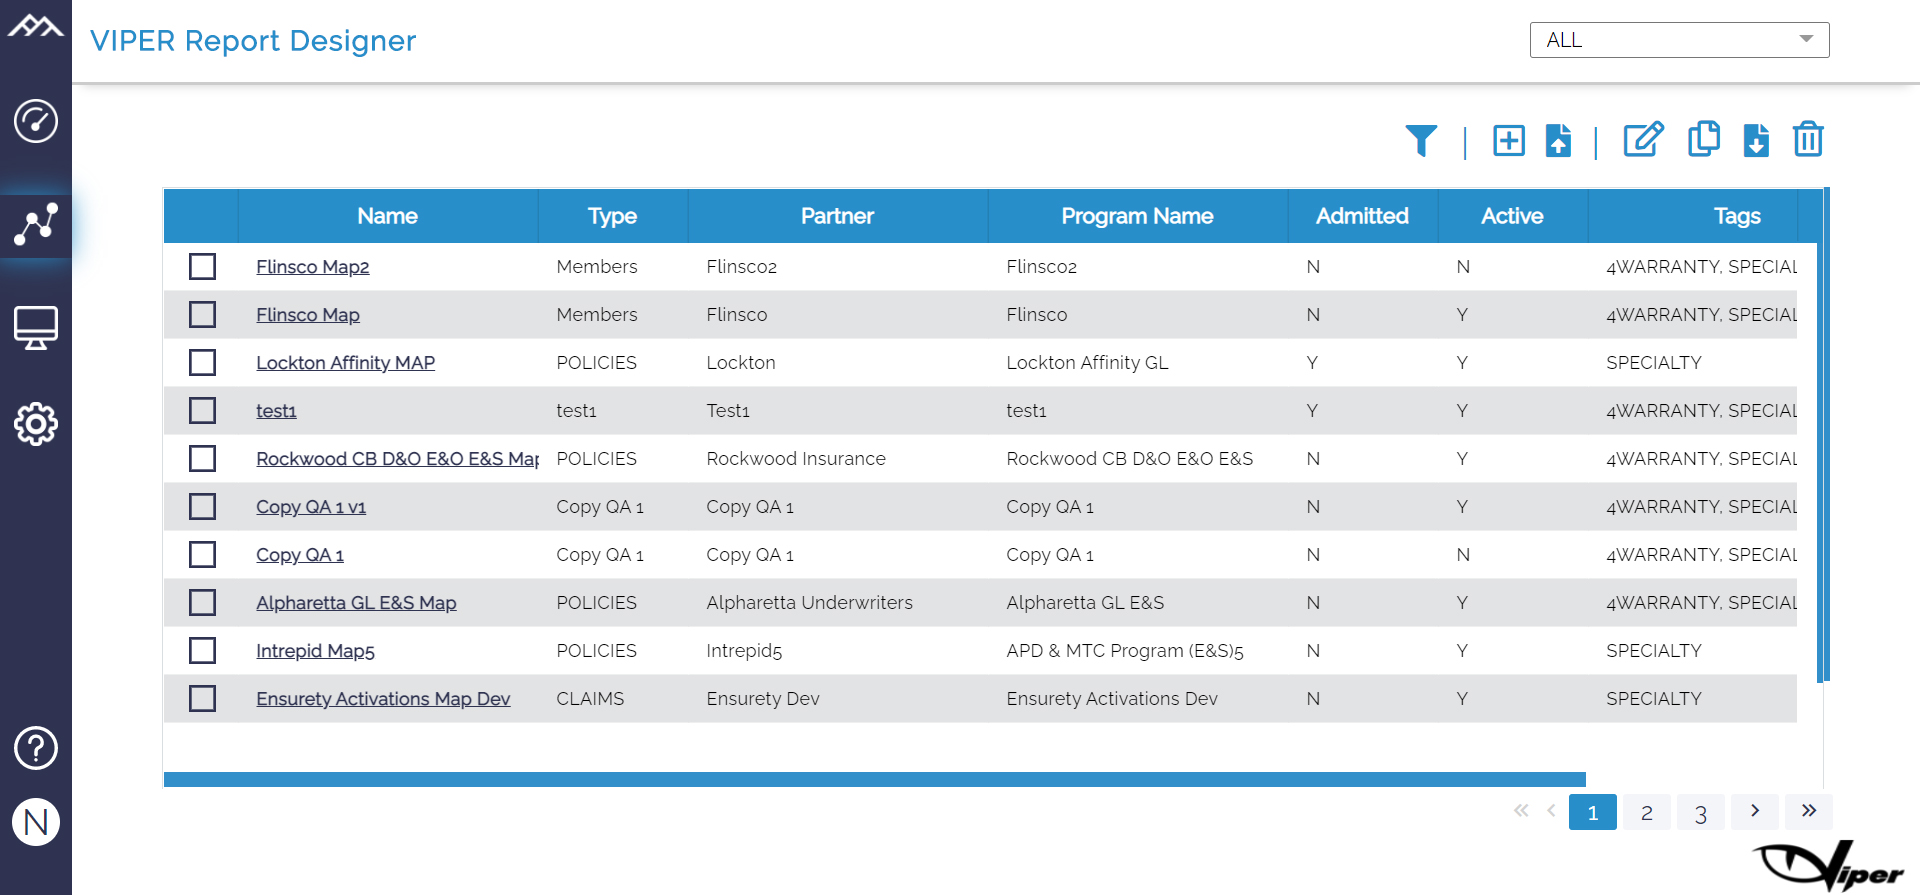 VIPER Report Designer
ALL
Name Type Partner Program Name Admitted Active Tags
Flinsco Map2 Members Flinsco2 Flinsco2 N N 4WARRANTY, SPECIAL
Flinsco Map Members Flinsco Flinsco N Y 4WARRANTY, SPECIAL
Lockton Affinity MAP POLICIES Lockton Lockton Affinity GL Y Y SPECIALTY
test1 test1 Test1 test1 Y Y 4WARRANTY, SPECIAL
Rockwood CB D&O E&O E&S Map POLICIES Rockwood Insurance Rockwood CB D&O E&O E&S N Y 4WARRANTY, SPECIAL
Copy QA 1 v1 Copy QA 1 Copy QA 1 Copy QA 1 N Y 4WARRANTY, SPECIAL
Copy QA 1 Copy QA 1 Copy QA 1 Copy QA 1 N N 4WARRANTY, SPECIAL
Alpharetta GL E&S Map POLICIES Alpharetta Underwriters Alpharetta GL E&S N Y 4WARRANTY, SPECIAL
Intrepid Map5 POLICIES Intrepid5 APD & MTC Program (E&S)5 N Y SPECIALTY
Ensurety Activations Map Dev CLAIMS Ensurety Dev Ensurety Activations Dev N Y SPECIALTY
N
« ‹ 1 2 3 › »
Viper